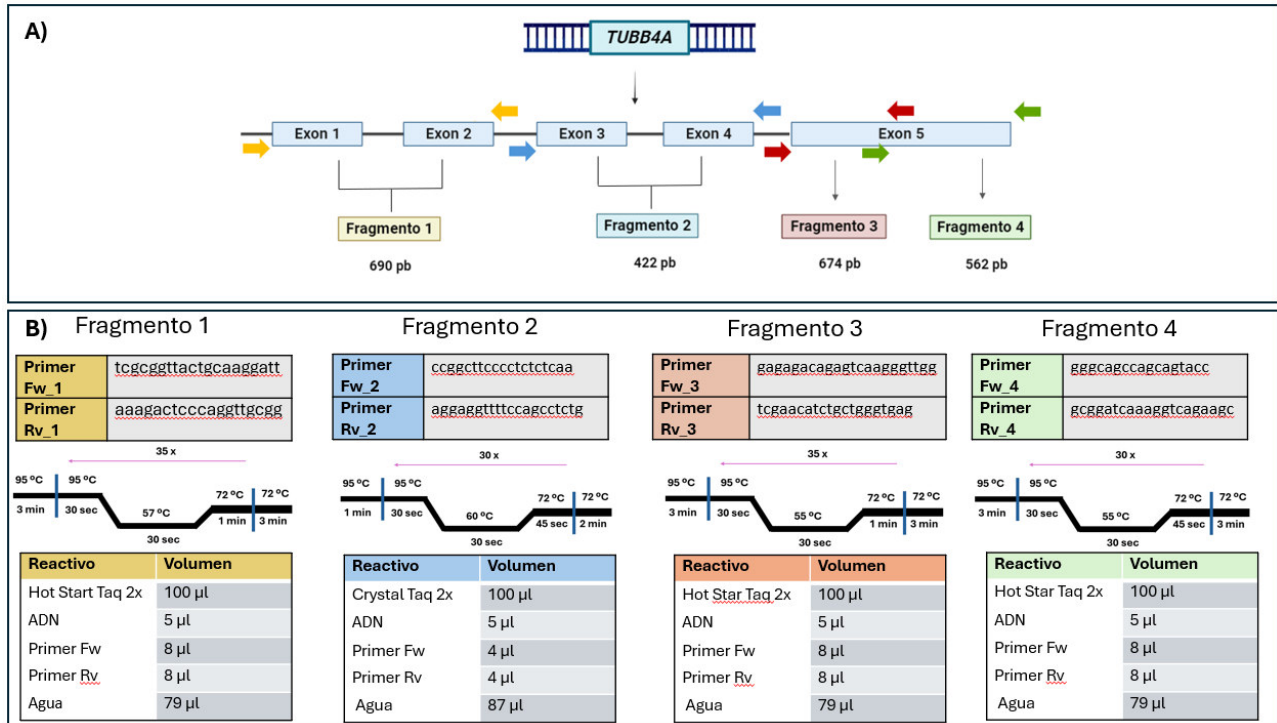 A)
TUBB4A
Exon 1
Exon 2
Exon 3
Exon 4
Exon 5
Fragmento 1
Fragmento 2
Fragmento 3
Fragmento 4
690 pb
422 pb
674 pb
562 pb
B)
Fragmento 1
Primer Fw_1
tcgcggttactgcaaggatt
Primer Rv_1
aaagactcccaggttgcgg
35 x
95 ºC
95 ºC
72 ºC
72 ºC
57 ºC
3 min
30 sec
1 min
3 min
30 sec
Reactivo
Volumen
Hot Start Taq 2x
100 µl
ADN
5 µl
Primer Fw
8 µl
Primer Rv
8 µl
Agua
79 µl
Fragmento 2
Primer Fw_2
ccggcttcccctctctcaa
Primer Rv_2
aggaggttttccagcctctg
30 x
95 ºC
95 ºC
72 ºC
72 ºC
60 ºC
1 min
30 sec
45 sec
2 min
30 sec
Reactivo
Volumen
Crystal Taq 2x
100 µl
ADN
5 µl
Primer Fw
4 µl
Primer Rv
4 µl
Agua
87 µl
Fragmento 3
Primer Fw_3
gagagacagagtcaagggttgg
Primer Rv_3
tcgaacatctgctgggtgag
35 x
95 ºC
95 ºC
72 ºC
72 ºC
55 ºC
3 min
30 sec
1 min
3 min
30 sec
Reactivo
Volumen
Hot Star Taq 2x
100 µl
ADN
5 µl
Primer Fw
8 µl
Primer Rv
8 µl
Agua
79 µl
Fragmento 4
Primer Fw_4
gggcagccagcagtacc
Primer Rv_4
gcggatcaaaggtcagaagc
30 x
95 ºC
95 ºC
72 ºC
72 ºC
55 ºC
3 min
30 sec
45 sec
3 min
30 sec
Reactivo
Volumen
Hot Star Taq 2x
100 µl
ADN
5 µl
Primer Fw
8 µl
Primer Rv
8 µl
Agua
79 µl